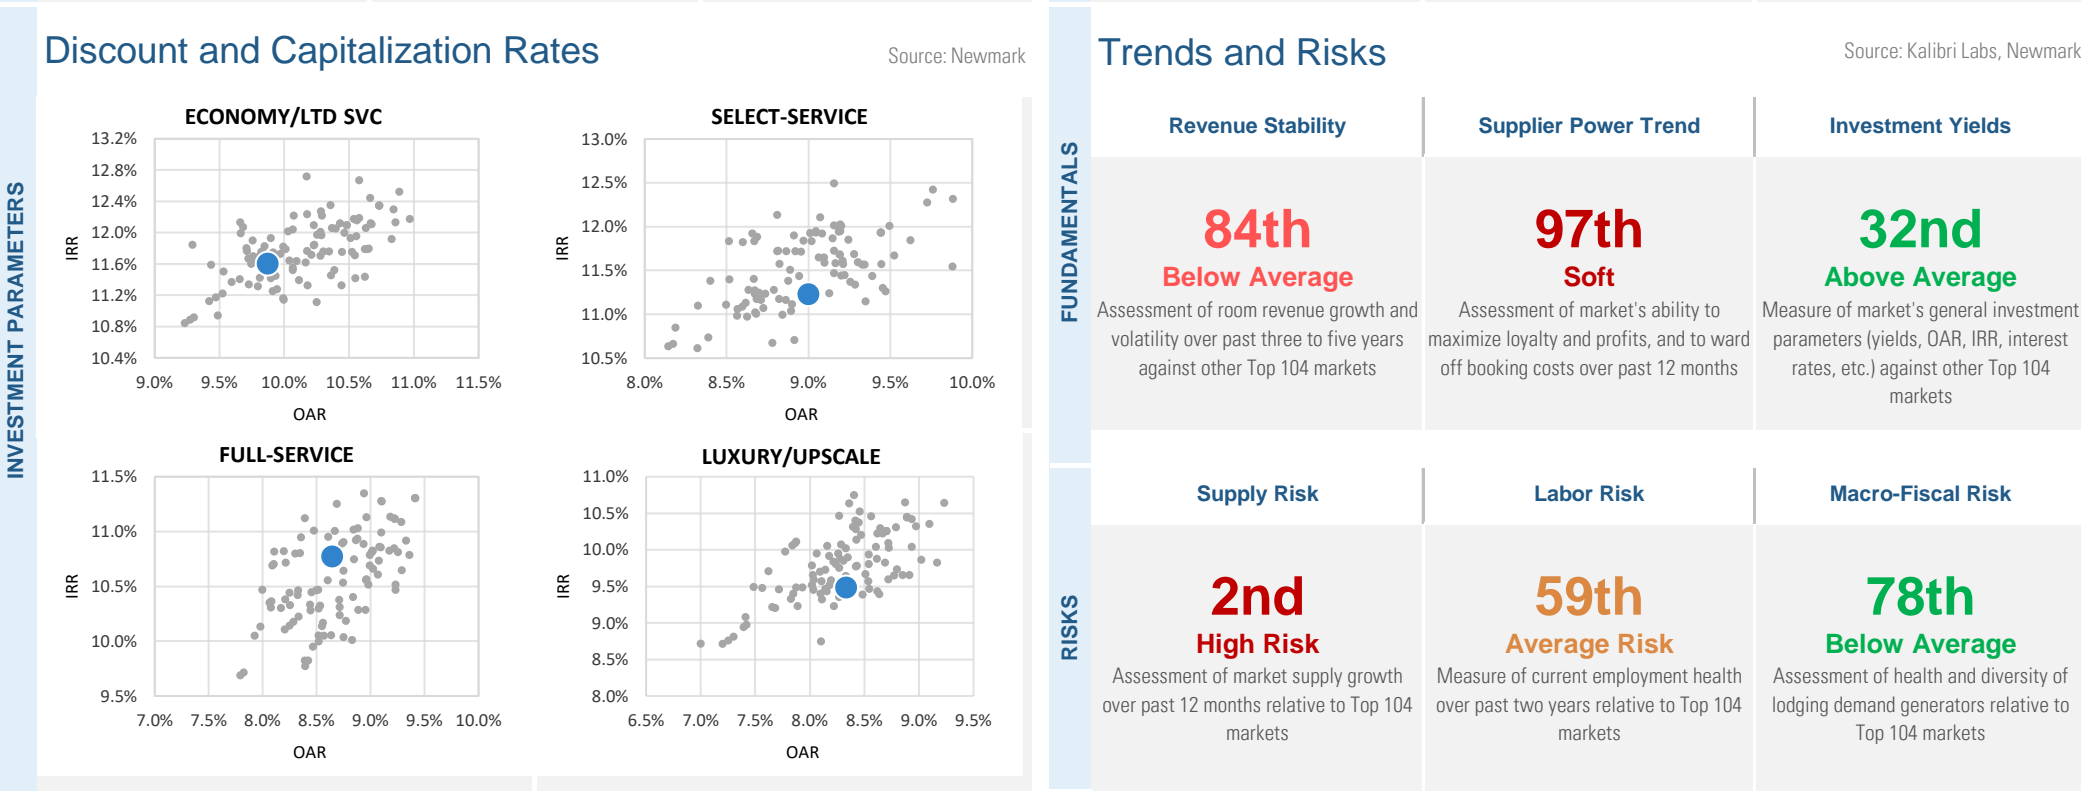 Discount and Capitalization Rates
Source: Newmark
INVESTMENT PARAMETERS
ECONOMY/LTD SVC
13.2%
12.8%
12.4%
12.0%
11.6%
11.2%
10.8%
10.4%
IRR
9.0% 9.5% 10.0% 10.5% 11.0% 11.5%
OAR
SELECT-SERVICE
13.0%
12.5%
12.0%
11.5%
11.0%
10.5%
IRR
8.0% 8.5% 9.0% 9.5% 10.0%
OAR
FULL-SERVICE
11.5%
11.0%
10.5%
10.0%
9.5%
IRR
7.0% 7.5% 8.0% 8.5% 9.0% 9.5% 10.0%
OAR
LUXURY/UPSCALE
11.0%
10.5%
10.0%
9.5%
9.0%
8.5%
8.0%
IRR
6.5% 7.0% 7.5% 8.0% 8.5% 9.0% 9.5%
OAR
Trends and Risks
Source: Kalibri Labs, Newmark
FUNDAMENTALS
Revenue Stability
84th
Below Average
Assessment of room revenue growth and
volatility over past three to five years
against other Top 104 markets
Supplier Power Trend
97th
Soft
Assessment of market's ability to
maximize loyalty and profits, and to ward
off booking costs over past 12 months
Investment Yields
32nd
Above Average
Measure of market's general investment
parameters (yields, OAR, IRR, interest
rates, etc.) against other Top 104
markets
RISKS
Supply Risk
2nd
High Risk
Assessment of market supply growth
over past 12 months relative to Top 104
markets
Labor Risk
59th
Average Risk
Measure of current employment health
over past two years relative to Top 104
markets
Macro-Fiscal Risk
78th
Below Average
Assessment of health and diversity of
lodging demand generators relative to
Top 104 markets